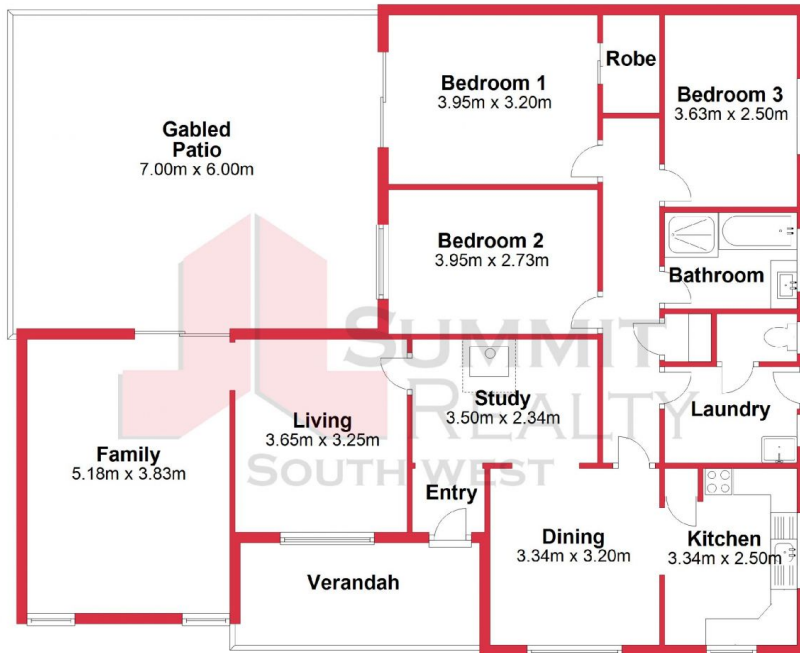 Gabled
Patio
7.00m x 6.00m
Bedroom 1
3.95m x 3.20m
Robe
Bedroom 3
3.63m x 2.50m
Bedroom 2
3.95m x 2.73m
Bathroom
SUMMIT
REALTY
SOUTH WEST
Family
5.18m x 3.83m
Living
3.65m x 3.25m
Study
3.50m x 2.34m
Laundry
Entry
Dining
3.34m x 3.20m
Kitchen
3.34m x 2.50m
Verandah